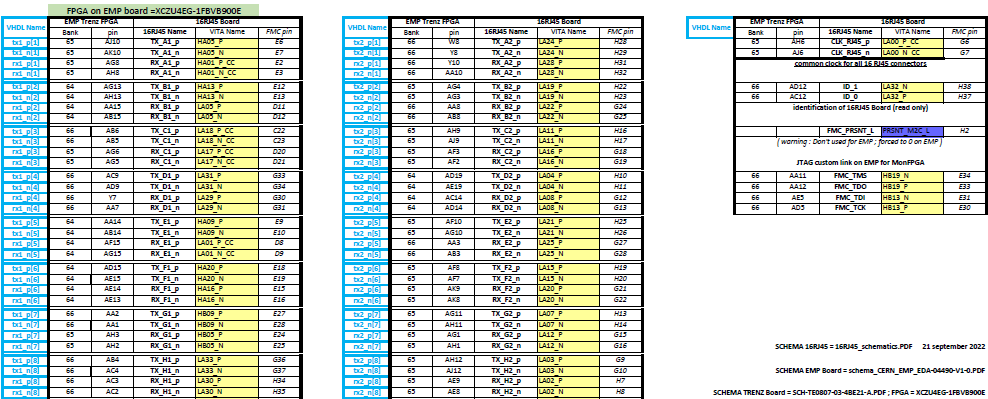 FPGA on EMP board =XCZU4EG-1FBVB900E
VHDL Name EMP Trenz FPGA 16RJ45 Board
Bank pin 16RJ45 Name VITA Name FMC pin
tx1_p[1] 65 AJ10 TX_A1_p HA05_P E6
tx1_n[1] 65 AK10 TX_A1_n HA05_N E7
rx1_p[1] 65 AG8 RX_A1_p HA01_P_CC E2
rx1_n[1] 65 AH8 RX_A1_n HA01_N_CC E3
tx1_p[2] 64 AG13 TX_B1_p HA13_P E12
tx1_n[2] 64 AH13 TX_B1_n HA13_N E13
rx1_p[2] 64 AA15 RX_B1_p LA05_P D11
rx1_n[2] 64 AB15 RX_B1_n LA05_N D12
tx1_p[3] 66 AB6 TX_C1_p LA18_P_CC C22
tx1_n[3] 66 AB5 TX_C1_n LA18_N_CC C23
rx1_p[3] 65 AG6 RX_C1_p LA17_P_CC D20
rx1_n[3] 65 AG5 RX_C1_n LA17_N_CC D21
tx1_p[4] 66 AC9 TX_D1_p LA31_P G33
tx1_n[4] 66 AD9 TX_D1_n LA31_N G34
rx1_p[4] 66 Y7 RX_D1_p LA29_P G30
rx1_n[4] 66 AA7 RX_D1_n LA29_N G31
tx1_p[5] 64 AA14 TX_E1_p HA09_P E9
tx1_n[5] 64 AB14 TX_E1_n HA09_N E10
rx1_p[5] 64 AF15 RX_E1_p LA01_P_CC D8
rx1_n[5] 64 AG15 RX_E1_n LA01_N_CC D9
tx1_p[6] 64 AD15 TX_F1_p HA20_P E18
tx1_n[6] 64 AE15 TX_F1_n HA20_N E19
rx1_p[6] 64 AE14 RX_F1_p HA16_P E15
rx1_n[6] 64 AE13 RX_F1_n HA16_N E16
tx1_p[7] 66 AA2 TX_G1_p HB09_P E27
tx1_n[7] 66 AA1 TX_G1_n HB09_N E28
rx1_p[7] 65 AH3 RX_G1_p HB05_P E24
rx1_n[7] 65 AH2 RX_G1_n HB05_N E25
tx1_p[8] 66 AB4 TX_H1_p LA33_P G36
tx1_n[8] 66 AC4 TX_H1_n LA33_N G37
rx1_p[8] 66 AC3 RX_H1_p LA30_P H34
rx1_n[8] 66 AC2 RX_H1_n LA30_N H35
VHDL Name EMP Trenz FPGA 16RJ45 Board
Bank pin 16RJ45 Name VITA Name FMC pin
tx2_p[1] 66 W8 TX_A2_p LA24_P H28
tx2_n[1] 66 Y8 TX_A2_n LA24_N H29
rx2_p[1] 66 Y10 RX_A2_p LA28_P H31
rx2_n[1] 66 AA10 RX_A2_n LA28_N H32
tx2_p[2] 65 AG4 TX_B2_p LA19_P H22
tx2_n[2] 65 AG3 TX_B2_n LA19_N H23
rx2_p[2] 66 AA8 RX_B2_p LA22_P G24
rx2_n[2] 66 AB8 RX_B2_n LA22_N G25
tx2_p[3] 65 AH9 TX_C2_p LA11_P H16
tx2_n[3] 65 AJ9 TX_C2_n LA11_N H17
rx2_p[3] 65 AF3 RX_C2_p LA16_P G18
rx2_n[3] 65 AF2 RX_C2_n LA16_N G19
tx2_p[4] 64 AD19 TX_D2_p LA04_P H10
tx2_n[4] 64 AE19 TX_D2_n LA04_N H11
rx2_p[4] 64 AC14 RX_D2_p LA08_P G12
rx2_n[4] 64 AD14 RX_D2_n LA08_N G13
tx2_p[5] 65 AF10 TX_E2_p LA21_P H25
tx2_n[5] 65 AG10 TX_E2_n LA21_N H26
rx2_p[5] 66 AA3 RX_E2_p LA25_P G27
rx2_n[5] 66 AB3 RX_E2_n LA25_N G28
tx2_p[6] 65 AF8 TX_F2_p LA15_P H19
tx2_n[6] 65 AF7 TX_F2_n LA15_N H20
rx2_p[6] 65 AK9 RX_F2_p LA20_P G21
rx2_n[6] 65 AK8 RX_F2_n LA20_N G22
tx2_p[7] 65 AG11 TX_G2_p LA07_P H13
tx2_n[7] 65 AH11 TX_G2_n LA07_N H14
rx2_p[7] 65 AG1 RX_G2_p LA12_P G15
rx2_n[7] 65 AH1 RX_G2_n LA12_N G16
tx2_p[8] 65 AH12 TX_H2_p LA03_P G9
tx2_n[8] 65 AJ12 TX_H2_n LA03_N G10
rx2_p[8] 65 AE9 RX_H2_p LA02_P H7
rx2_n[8] 65 AE8 RX_H2_n LA02_N H8
VHDL Name EMP Trenz FPGA 16RJ45 Board
Bank pin 16RJ45 Name VITA Name FMC pin
65 AH6 CLK_RJ45_p LA00_P_CC G6
65 AJ6 CLK_RJ45_n LA00_N_CC G7
common clock for all 16 RJ45 connectors
66 AD12 ID_1 LA32_N H38
66 AC12 ID_0 LA32_P H37
identification of 16RJ45 Board (read only)
FMC_PRSNT_L PRSNT_M2C_L H2
( warning : Don't used for EMP ; forced to 0 on EMP )
JTAG custom link on EMP for MonFPGA
66 AA11 FMC_TMS HB19_N E34
66 AA12 FMC_TDO HB19_P E33
66 AE5 FMC_TDI HB13_N E31
66 AD5 FMC_TCK HB13_P E30
SCHEMA 16RJ45 = 16RJ45_schematics.PDF 21 september 2022
SCHEMA EMP Board = schema_CERN_EMP_EDA-04490-V1-0.PDF
SCHEMA TRENZ Board = SCH-TE0807-03-4BE21-A.PDF ; FPGA = XCZU4EG-1FBVB900E